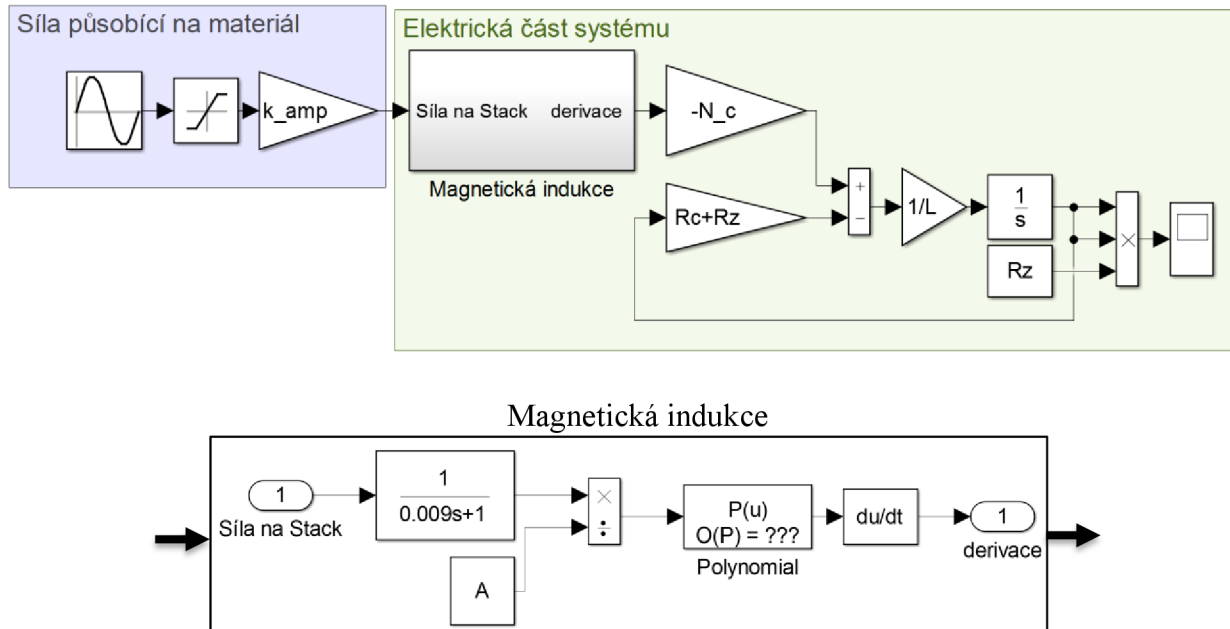 Síla působící na materiál
Elektrická část systému
k_amp
Síla na Stack derivace
-N_c
Magnetická indukce
+
−
Rc+Rz
1/L
1
s
×
Rz
Magnetická indukce
1
Síla na Stack
1
0.009s+1
×
÷
A
P(u)
O(P) = ???
Polynomial
du/dt
1
derivace